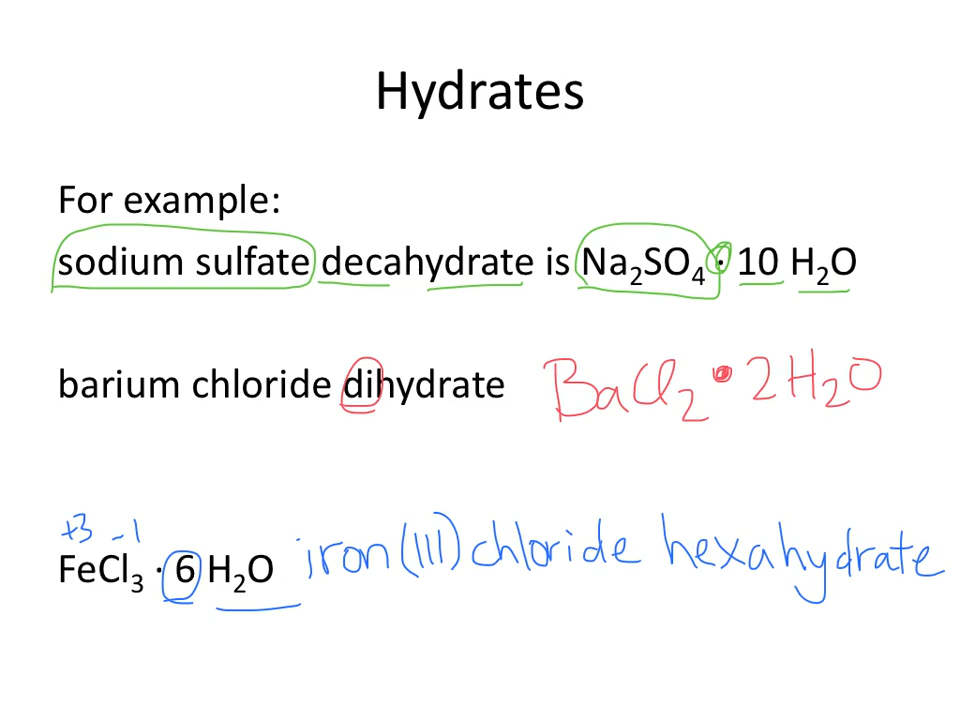 Hydrates
For example:
sodium sulfate decahydrate is Na₂SO₄ · 10 H₂O
barium chloride dihydrate BaCl₂ • 2H₂O
+3 -1
FeCl₃ · 6 H₂O iron(III) chloride hexahydrate